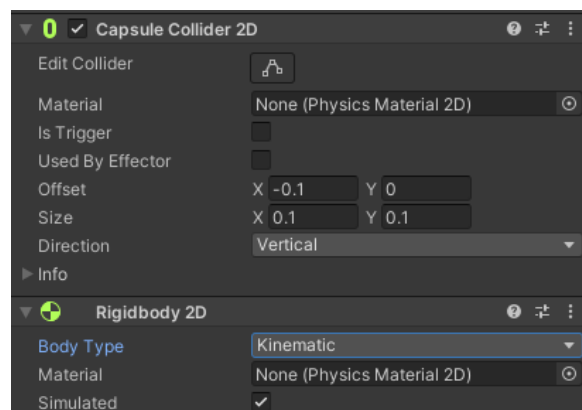 Capsule Collider 2D
Edit Collider
Material None (Physics Material 2D)
Is Trigger
Used By Effector
Offset X -0.1 Y 0
Size X 0.1 Y 0.1
Direction Vertical
Info
Rigidbody 2D
Body Type Kinematic
Material None (Physics Material 2D)
Simulated